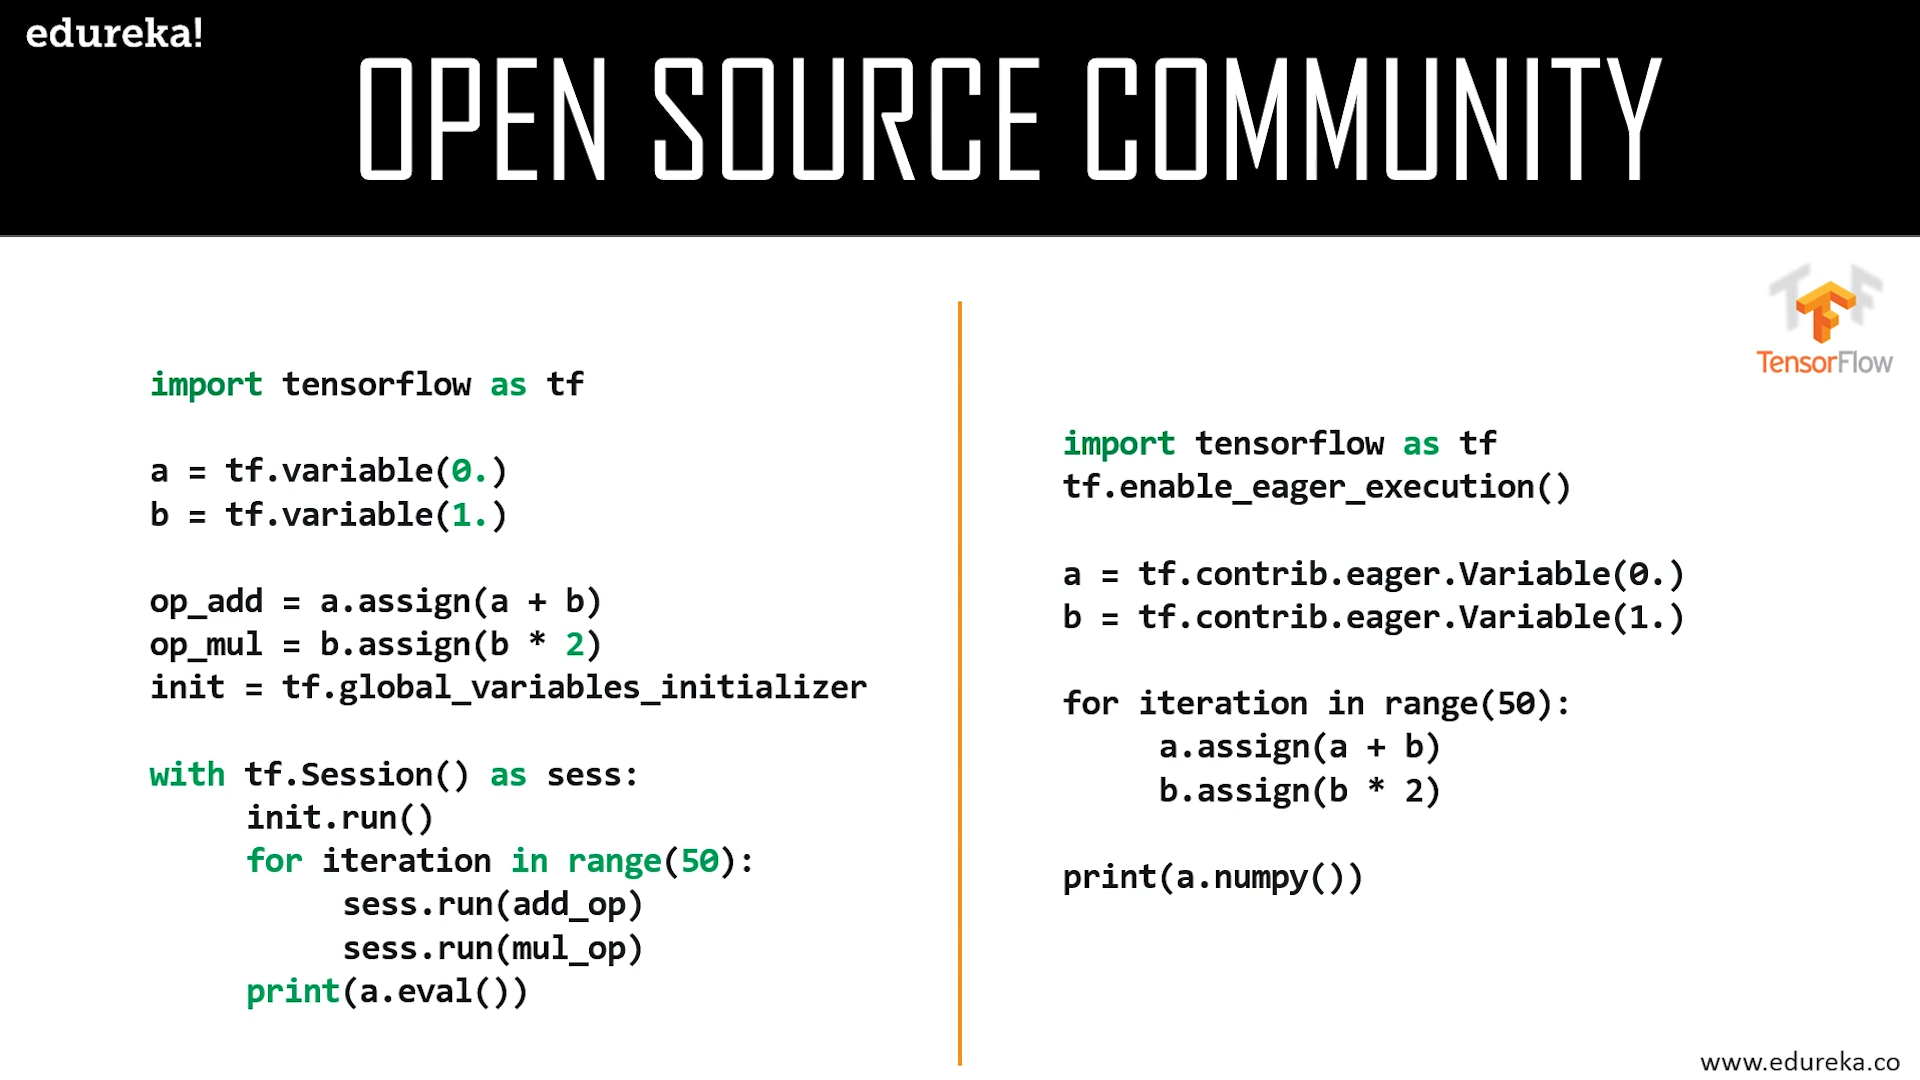 edureka!
OPEN SOURCE COMMUNITY
TensorFlow
import tensorflow as tf
a = tf.variable(0.)
b = tf.variable(1.)
op_add = a.assign(a + b)
op_mul = b.assign(b * 2)
init = tf.global_variables_initializer
with tf.Session() as sess:
init.run()
for iteration in range(50):
sess.run(add_op)
sess.run(mul_op)
print(a.eval())
import tensorflow as tf
tf.enable_eager_execution()
a = tf.contrib.eager.Variable(0.)
b = tf.contrib.eager.Variable(1.)
for iteration in range(50):
a.assign(a + b)
b.assign(b * 2)
print(a.numpy())
www.edureka.co